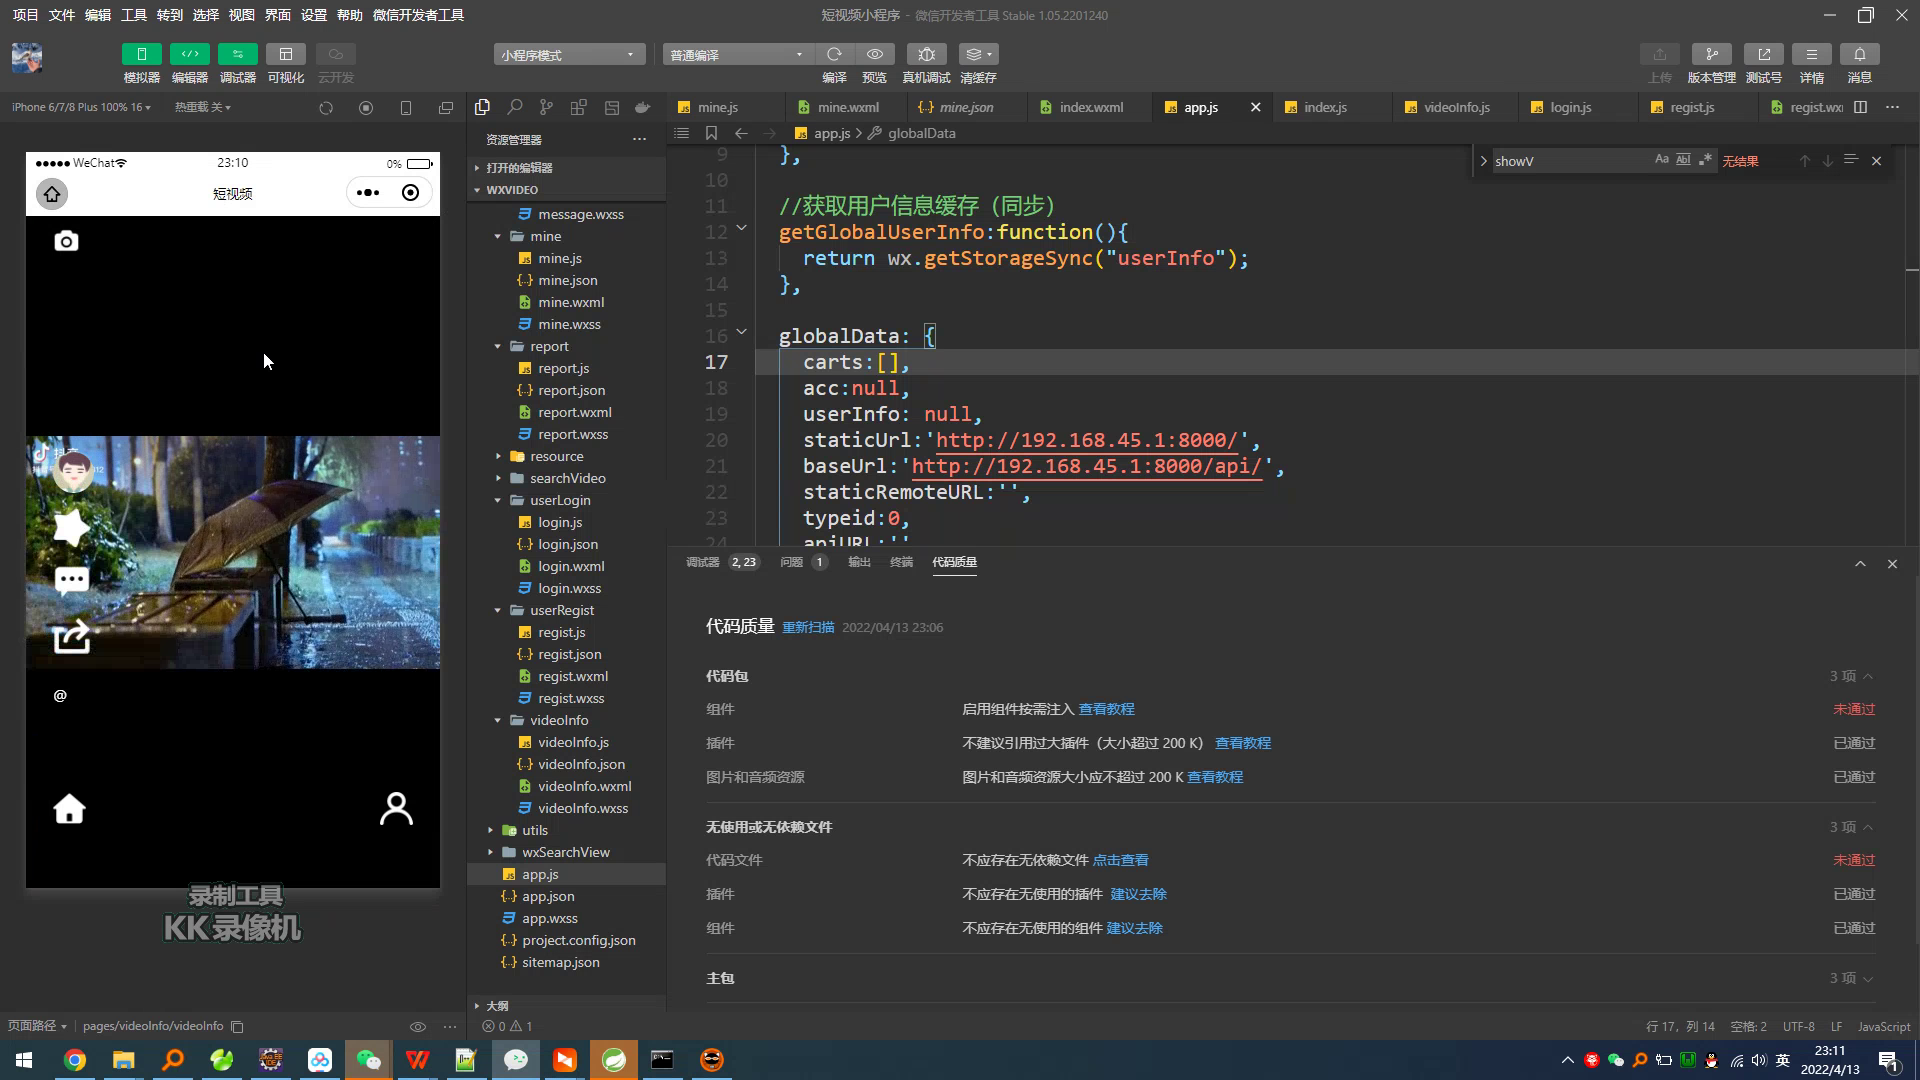 项目 文件 编辑 工具 转到 选择 视图 界面 设置 帮助 微信开发者工具
短视频小程序 - 微信开发者工具 Stable 1.05.2201240
模拟器 编辑器 调试器 可视化 云开发
小程序模式 普通编译
编译 预览 真机调试 清缓存
上传 版本管理 测试号 详情 消息
iPhone 6/7/8 Plus 100% 16 热重载 关
WeChat 23:10 0%
短视频
抖音
@
录制工具
KK 录像机
页面路径 pages/videoInfo/videoInfo
资源管理器
打开的编辑器
WXVIDEO
message.wxss
mine
mine.js
mine.json
mine.wxml
mine.wxss
report
report.js
report.json
report.wxml
report.wxss
resource
searchVideo
userLogin
login.js
login.json
login.wxml
login.wxss
userRegist
regist.js
regist.json
regist.wxml
regist.wxss
videoInfo
videoInfo.js
videoInfo.json
videoInfo.wxml
videoInfo.wxss
utils
wxSearchView
app.js
app.json
app.wxss
project.config.json
sitemap.json
大纲
0 1
mine.js mine.wxml mine.json index.wxml app.js index.js videoInfo.js login.js regist.js regist.wx
app.js globalData
showV Aa Abl 无结果
9 },
10
11 //获取用户信息缓存（同步）
12 getGlobalUserInfo:function(){
13 return wx.getStorageSync("userInfo");
14 },
15
16 globalData: {
17 carts:[],
18 acc:null,
19 userInfo: null,
20 staticUrl:'http://192.168.45.1:8000/',
21 baseUrl:'http://192.168.45.1:8000/api/',
22 staticRemoteURL:'',
23 typeid:0,
24 apiURL:''
调试器 2, 23 问题 1 输出 终端 代码质量
代码质量 重新扫描 2022/04/13 23:06
代码包 3 项
组件 启用组件按需注入 查看教程 未通过
插件 不建议引用过大插件（大小超过 200 K） 查看教程 已通过
图片和音频资源 图片和音频资源大小应不超过 200 K 查看教程 已通过
无使用或无依赖文件 3 项
代码文件 不应存在无依赖文件 点击查看 未通过
插件 不应存在无使用的插件 建议去除 已通过
组件 不应存在无使用的组件 建议去除 已通过
主包 3 项
行 17，列 14 空格: 2 UTF-8 LF JavaScript
英
23:11
2022/4/13
1